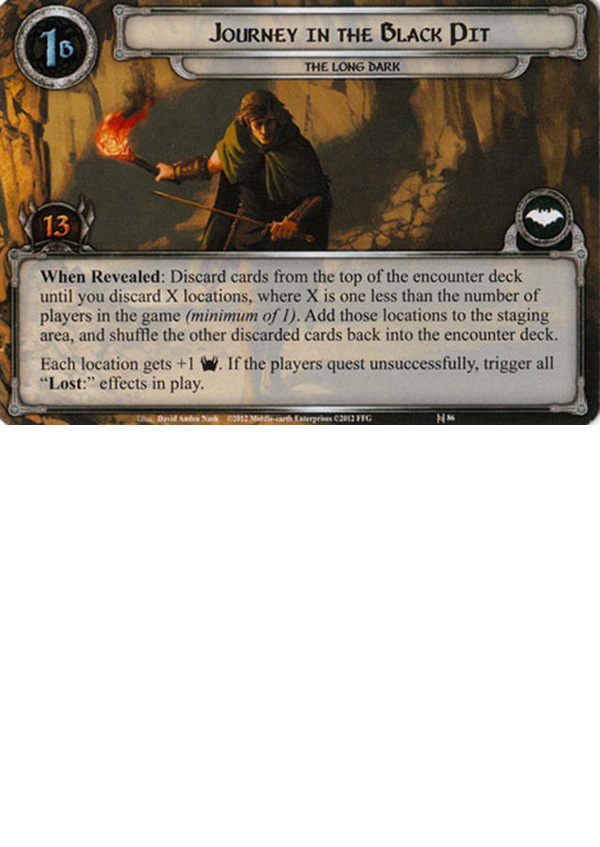 1B
JOURNEY IN THE BLACK PIT
THE LONG DARK
13
When Revealed: Discard cards from the top of the encounter deck
until you discard X locations, where X is one less than the number of
players in the game (minimum of 1). Add those locations to the staging
area, and shuffle the other discarded cards back into the encounter deck.
Each location gets +1 . If the players quest unsuccessfully, trigger all
“Lost:” effects in play.
Illus. David Auden Nash ©2012 Middle-earth Enterprises ©2012 FFG 86